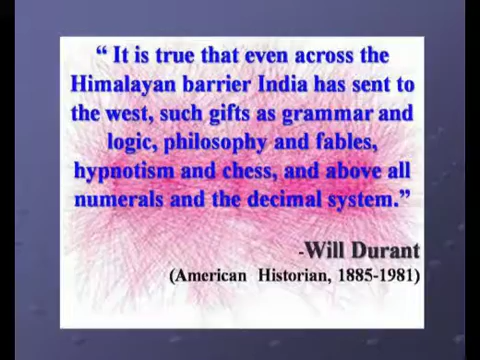 “ It is true that even across the
Himalayan barrier India has sent to
the west, such gifts as grammar and
logic, philosophy and fables,
hypnotism and chess, and above all
numerals and the decimal system.”
-Will Durant
(American Historian, 1885-1981)